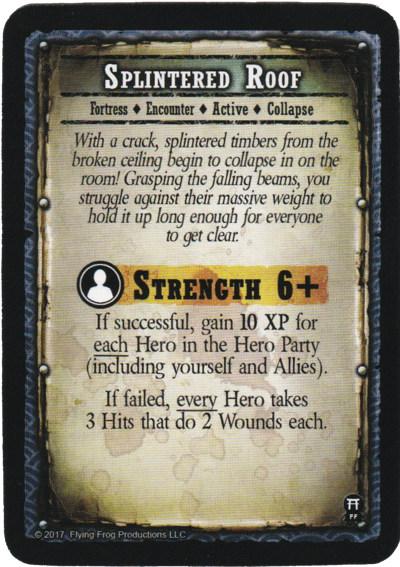 Splintered Roof
Fortress ♦ Encounter ♦ Active ♦ Collapse
With a crack, splintered timbers from the
broken ceiling begin to collapse in on the
room! Grasping the falling beams, you
struggle against their massive weight to
hold it up long enough for everyone
to get clear.
Strength 6+
If successful, gain 10 XP for
each Hero in the Hero Party
(including yourself and Allies).
If failed, every Hero takes
3 Hits that do 2 Wounds each.
FF
© 2017 Flying Frog Productions LLC